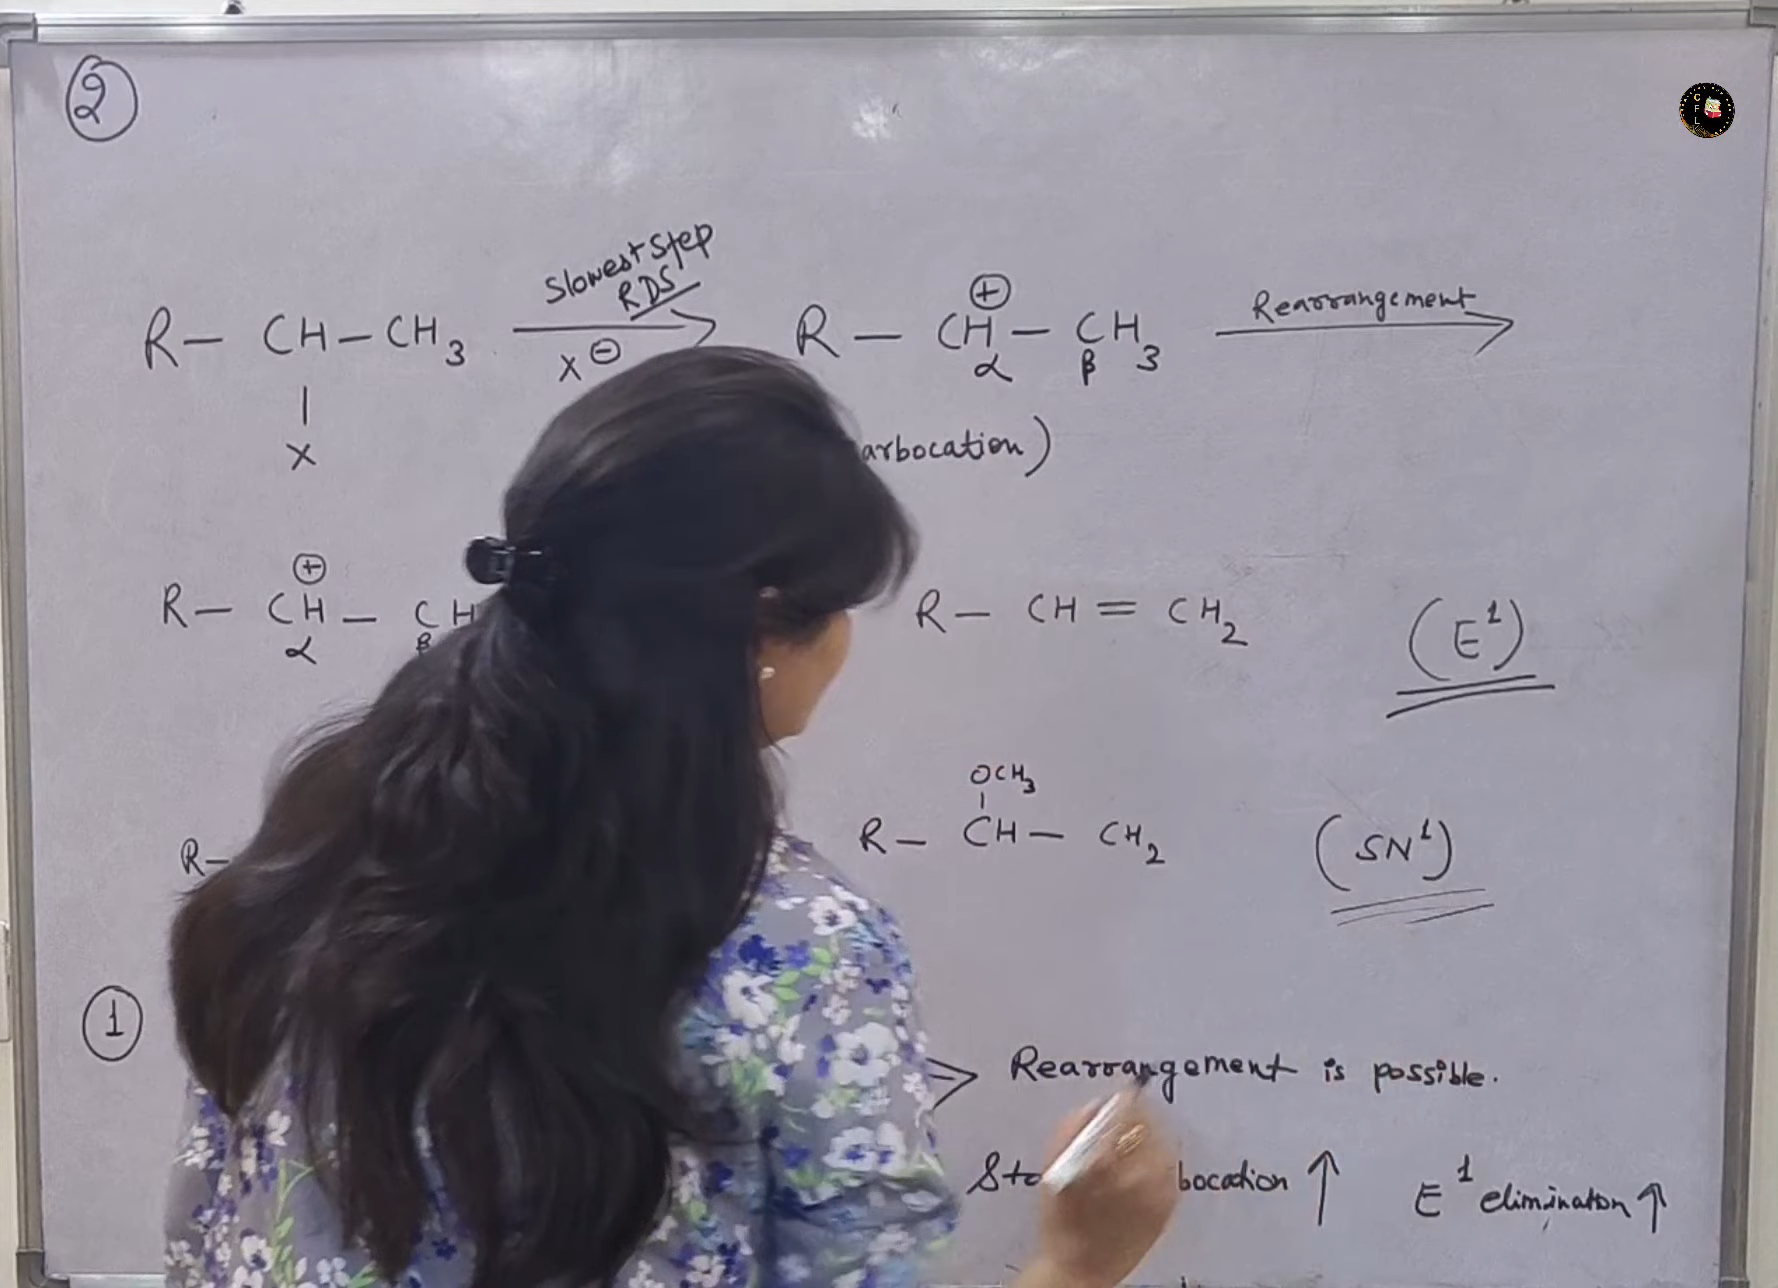 2
Slowest step
RDS
R – CH – CH3 → R – CH – CH3 Rearrangement
X⊖ ⊕ α β
X
arbocation)
⊕
R – CH – CH R – CH = CH2 (E1)
α β
OCH3
R – R – CH – CH2 (SN1)
1
Rearrangement is possible.
bocation ↑ E1 elimination ↑